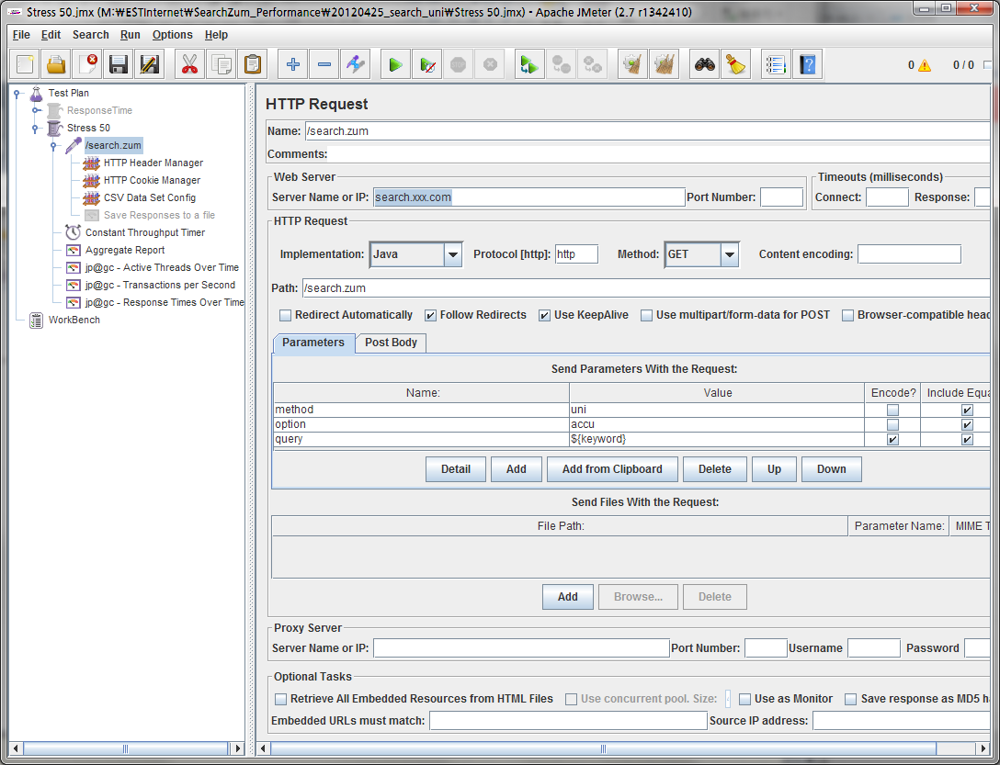 Stress 50.jmx (M:₩ESTInternet₩SearchZum_Performance₩20120425_search_uni₩Stress 50.jmx) - Apache JMeter (2.7 r1342410)
File Edit Search Run Options Help
0 0 / 0
Test Plan
ResponseTime
Stress 50
/search.zum
HTTP Header Manager
HTTP Cookie Manager
CSV Data Set Config
Save Responses to a file
Constant Throughput Timer
Aggregate Report
jp@gc - Active Threads Over Time
jp@gc - Transactions per Second
jp@gc - Response Times Over Time
WorkBench
HTTP Request
Name: /search.zum
Comments:
Web Server
Server Name or IP: search.xxx.com Port Number:
Timeouts (milliseconds)
Connect: Response:
HTTP Request
Implementation: Java Protocol [http]: http Method: GET Content encoding:
Path: /search.zum
Redirect Automatically Follow Redirects Use KeepAlive Use multipart/form-data for POST Browser-compatible head
Parameters Post Body
Send Parameters With the Request:
Name: Value Encode? Include Equa
method uni
option accu
query ${keyword}
Detail Add Add from Clipboard Delete Up Down
Send Files With the Request:
File Path: Parameter Name: MIME T
Add Browse... Delete
Proxy Server
Server Name or IP: Port Number: Username Password
Optional Tasks
Retrieve All Embedded Resources from HTML Files Use concurrent pool. Size: Use as Monitor Save response as MD5 ha
Embedded URLs must match: Source IP address: